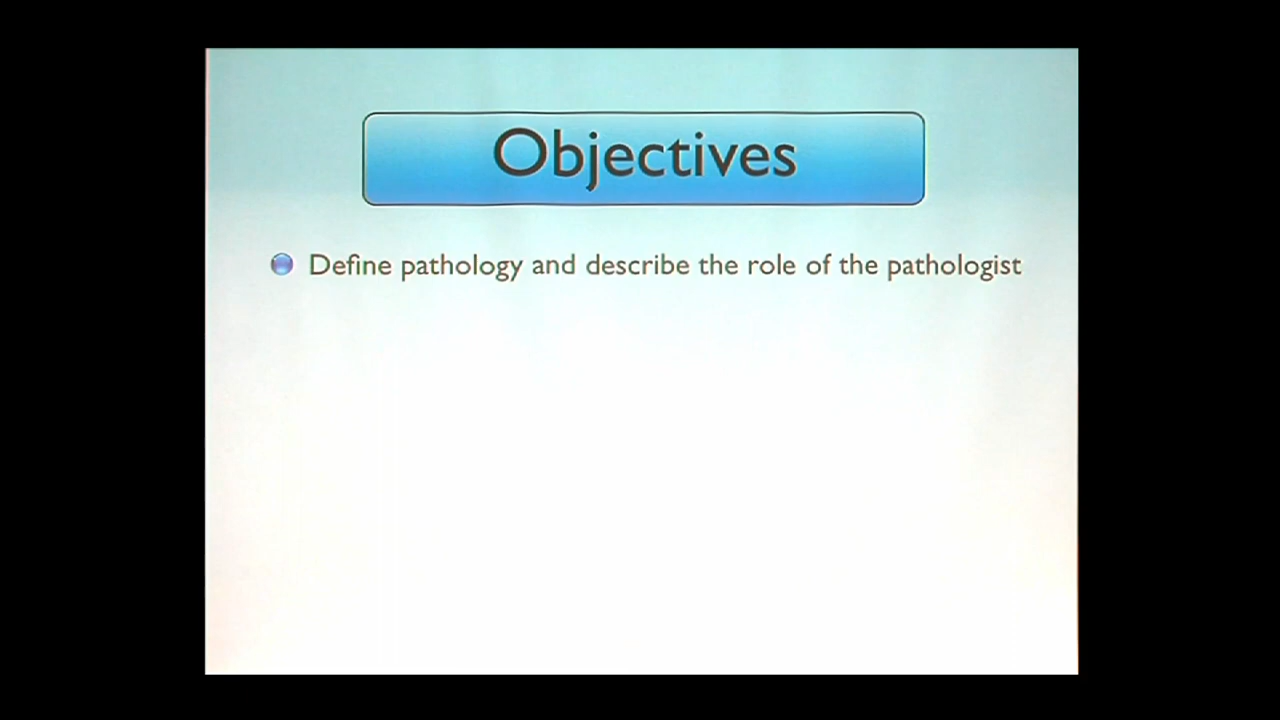 Objectives
Define pathology and describe the role of the pathologist